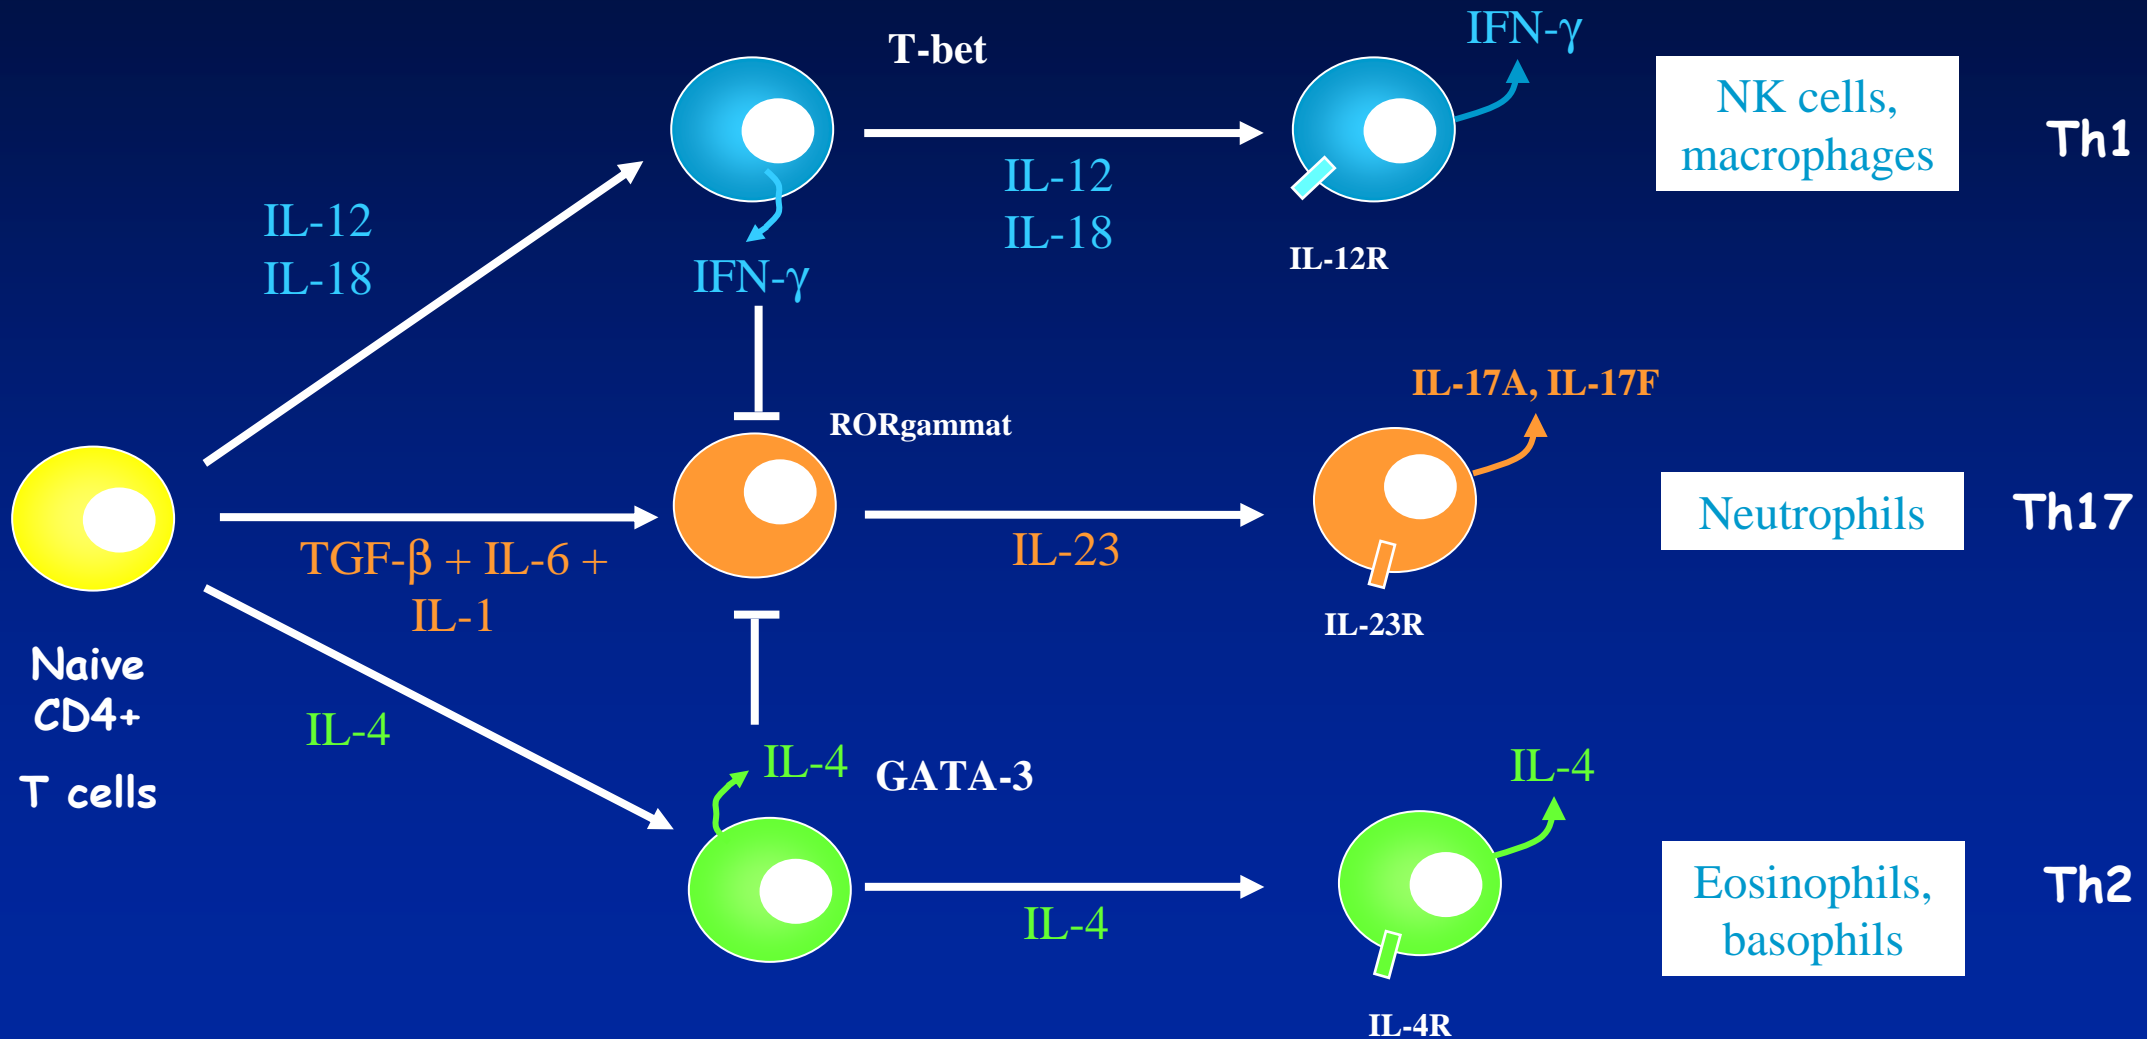 IFN-γ
T-bet
NK cells,
macrophages
Th1
IL-12
IL-18
IL-12
IL-18
IFN-γ
IL-12R
IL-17A, IL-17F
RORgammat
Neutrophils
Th17
TGF-β + IL-6 +
IL-1
IL-23
IL-23R
Naive
CD4+
T cells
IL-4
IL-4
GATA-3
IL-4
Eosinophils,
basophils
Th2
IL-4
IL-4R